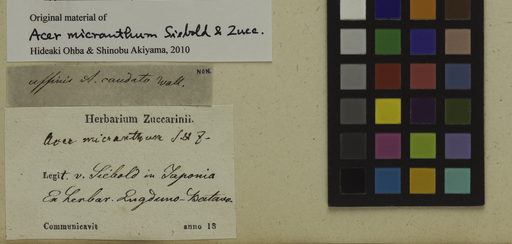 Original material of
Acer micranthum Siebold & Zucc.
Hideaki Ohba & Shinobu Akiyama, 2010
NON.
affinis A. caudato Wall.
Herbarium Zuccarinii.
Acer micranthum S & Z.
Legit. v. Siebold in Japonia
Ex herbar. Lugduno-Batavo.
Communicavit anno 18